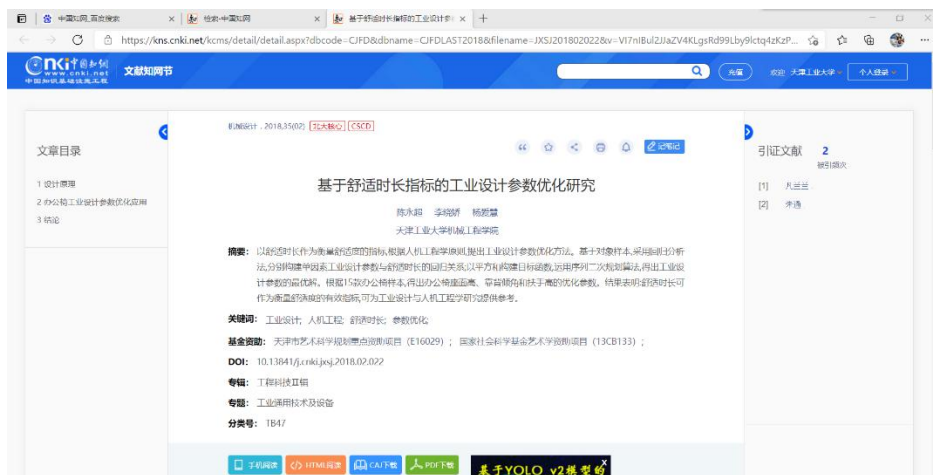 中国知网_百度搜索
检索-中国知网
基于舒适时长指标的工业设计参
https://kns.cnki.net/kcms/detail/detail.aspx?dbcode=CJFD&dbname=CJFDLAST2018&filename=JXSJ201802022&v=
cnki 中国知网
www.cnki.net
中国知识基础设施工程
文献知网节
充值
欢迎 天津工业大学
个人登录
文章目录
1 设计原理
2 办公椅工业设计参数优化应用
3 结论
机械设计 . 2018,35(02) 北大核心 CSCD
记笔记
基于舒适时长指标的工业设计参数优化研究
陈永超 李晓娇 杨爱慧
天津工业大学机械工程学院
摘要： 以舒适时长作为衡量舒适度的指标,根据人机工程学原则,提出工业设计参数优化方法。基于对象样本,采用回归分析
法,分别构建单因素工业设计参数与舒适时长的回归关系;以平方和构建目标函数,运用序列二次规划算法,得出工业设
计参数的最优解。根据15款办公椅样本,得出办公椅座面高、靠背倾角和扶手高的优化参数。结果表明:舒适时长可
作为衡量舒适度的有效指标,可为工业设计与人机工程学研究提供参考。
关键词： 工业设计; 人机工程; 舒适时长; 参数优化;
基金资助： 天津市艺术科学规划重点资助项目（E16029）; 国家社会科学基金艺术学资助项目（13CB133）;
DOI： 10.13841/j.cnki.jxsj.2018.02.022
专辑： 工程科技Ⅱ辑
专题： 工业通用技术及设备
分类号： TB47
手机阅读
HTML阅读
CAJ下载
PDF下载
基于YOLO v2模型的
引证文献 2
被引频次
[1] 凡兰兰
[2] 朱逸